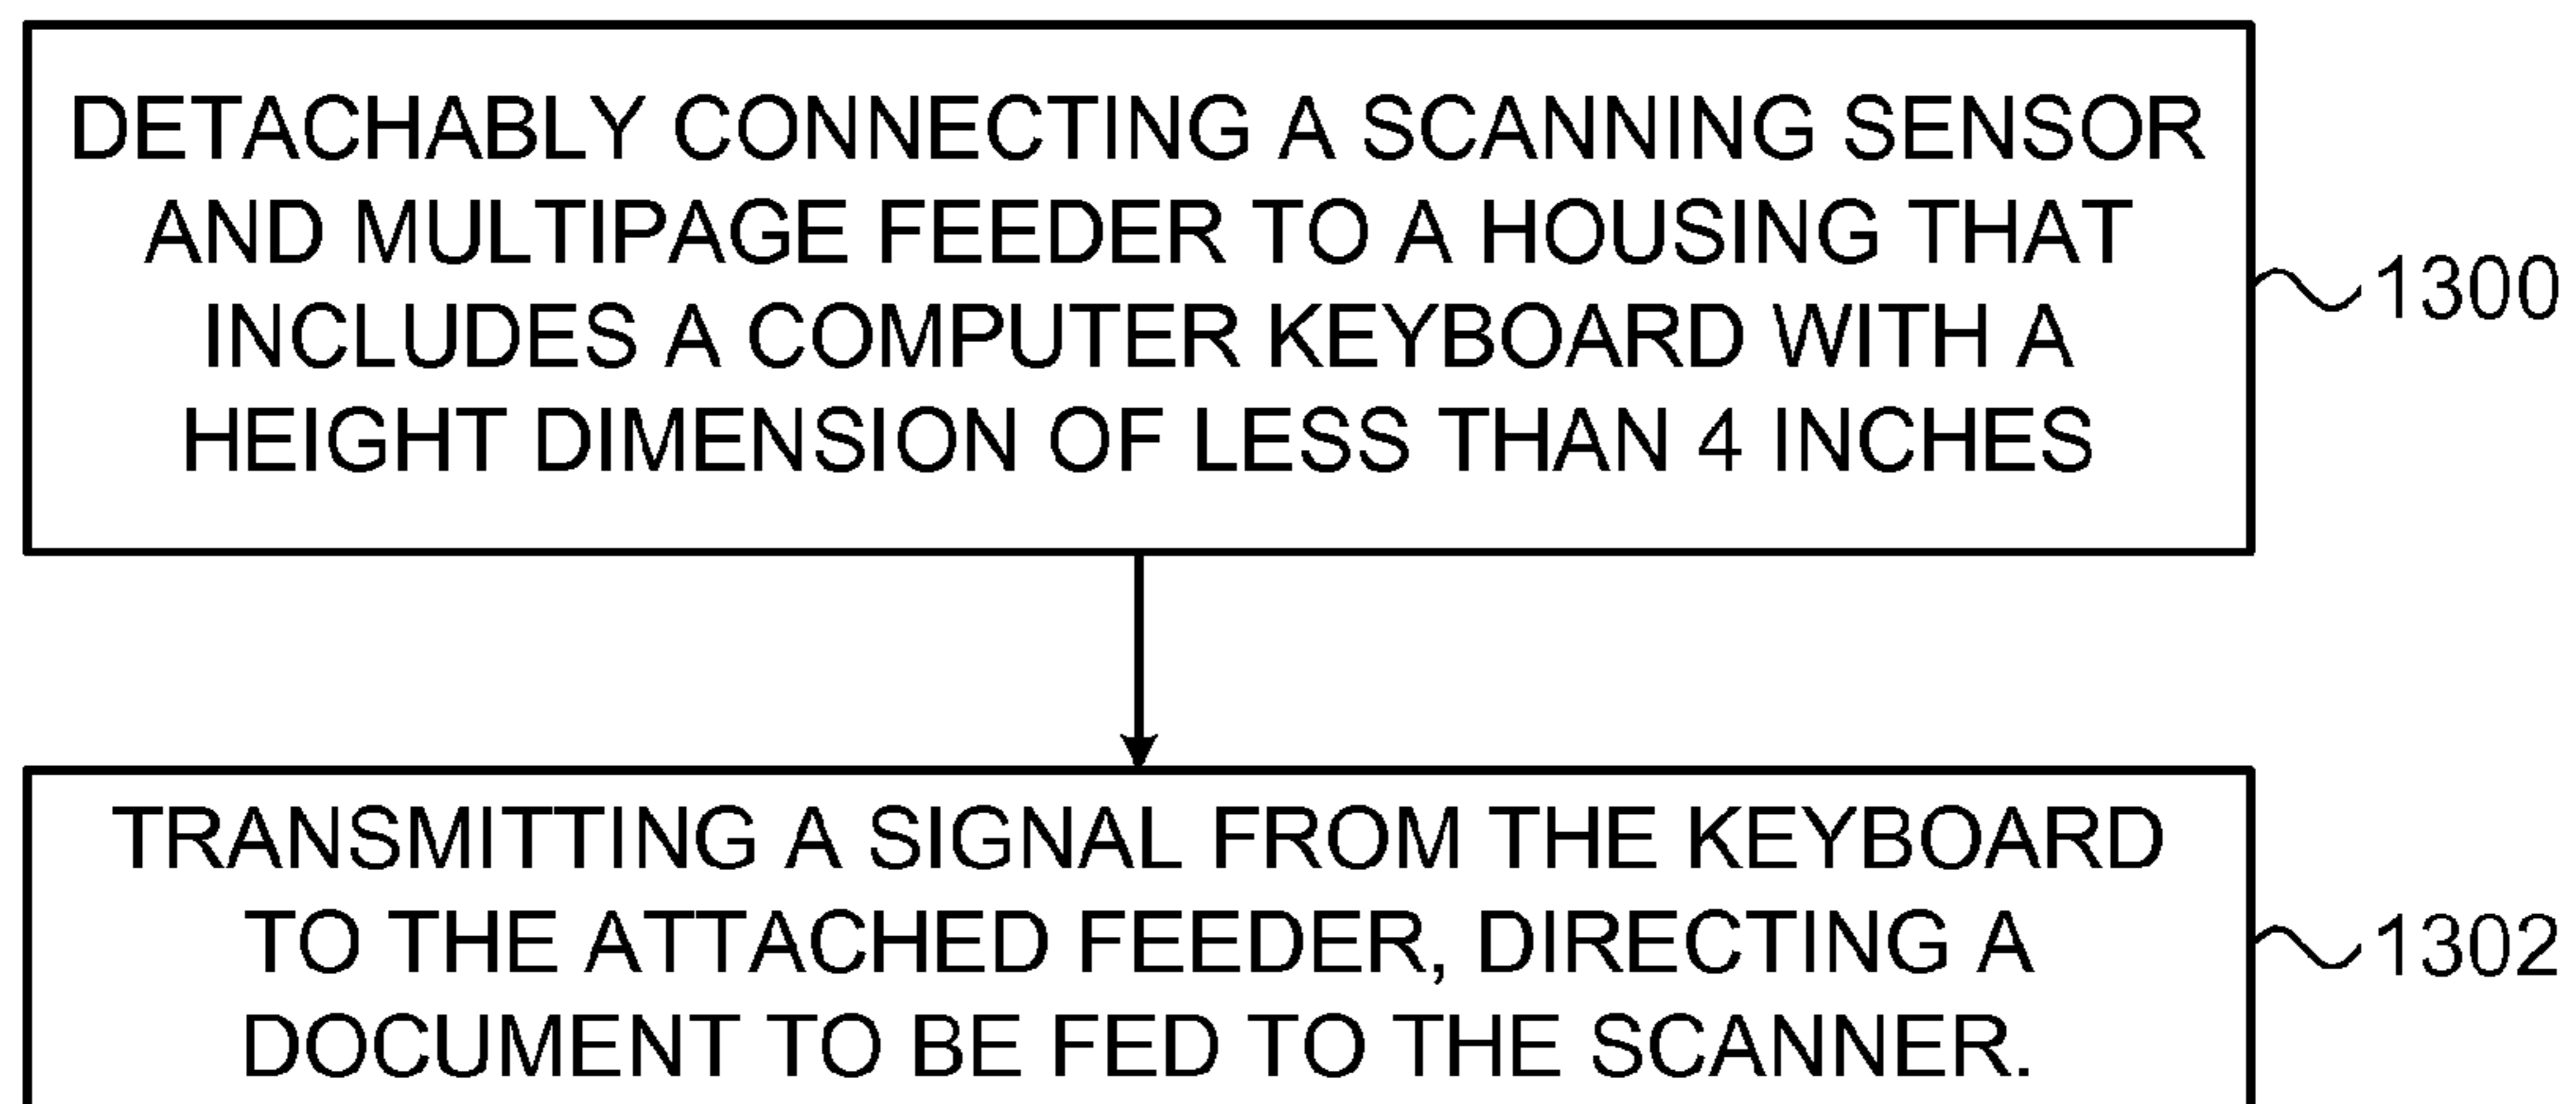 DETACHABLY CONNECTING A SCANNING SENSOR
AND MULTIPAGE FEEDER TO A HOUSING THAT
INCLUDES A COMPUTER KEYBOARD WITH A
HEIGHT DIMENSION OF LESS THAN 4 INCHES
1300
TRANSMITTING A SIGNAL FROM THE KEYBOARD
TO THE ATTACHED FEEDER, DIRECTING A
DOCUMENT TO BE FED TO THE SCANNER.
1302